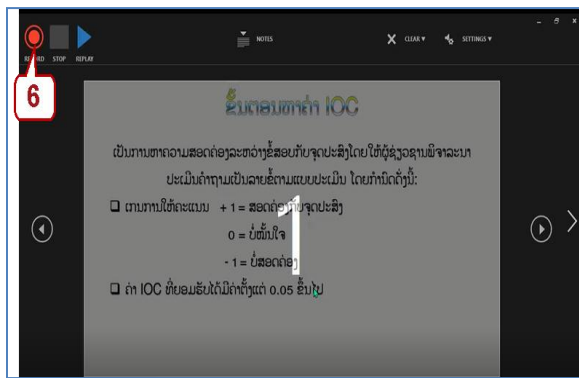 NOTES
CLEAR
SETTINGS
RECORD STOP REPLAY
6
ຂັ້ນຕອນຫາຄ່າ IOC
ເປັນການຫາຄວາມສອດຄ່ອງລະຫວ່າງຂໍ້ສອບກັບຈຸດປະສົງໂດຍໃຫ້ຜູ້ຊ່ຽວຊານພິຈາລະນາ
ປະເມີນຄໍາຖາມເປັນລາຍຂໍ້ຕາມແບບປະເມີນ ໂດຍກໍານົດດັ່ງນີ້:
ເກນການໃຫ້ຄະແນນ + 1 = ສອດຄ່ອງກັບຈຸດປະສົງ
0 = ບໍ່ໝັ້ນໃຈ
- 1 = ບໍ່ສອດຄ່ອງ
1
ຄ່າ IOC ທີ່ຍອມຮັບໄດ້ມີຄ່າຕັ້ງແຕ່ 0.05 ຂຶ້ນໄປ